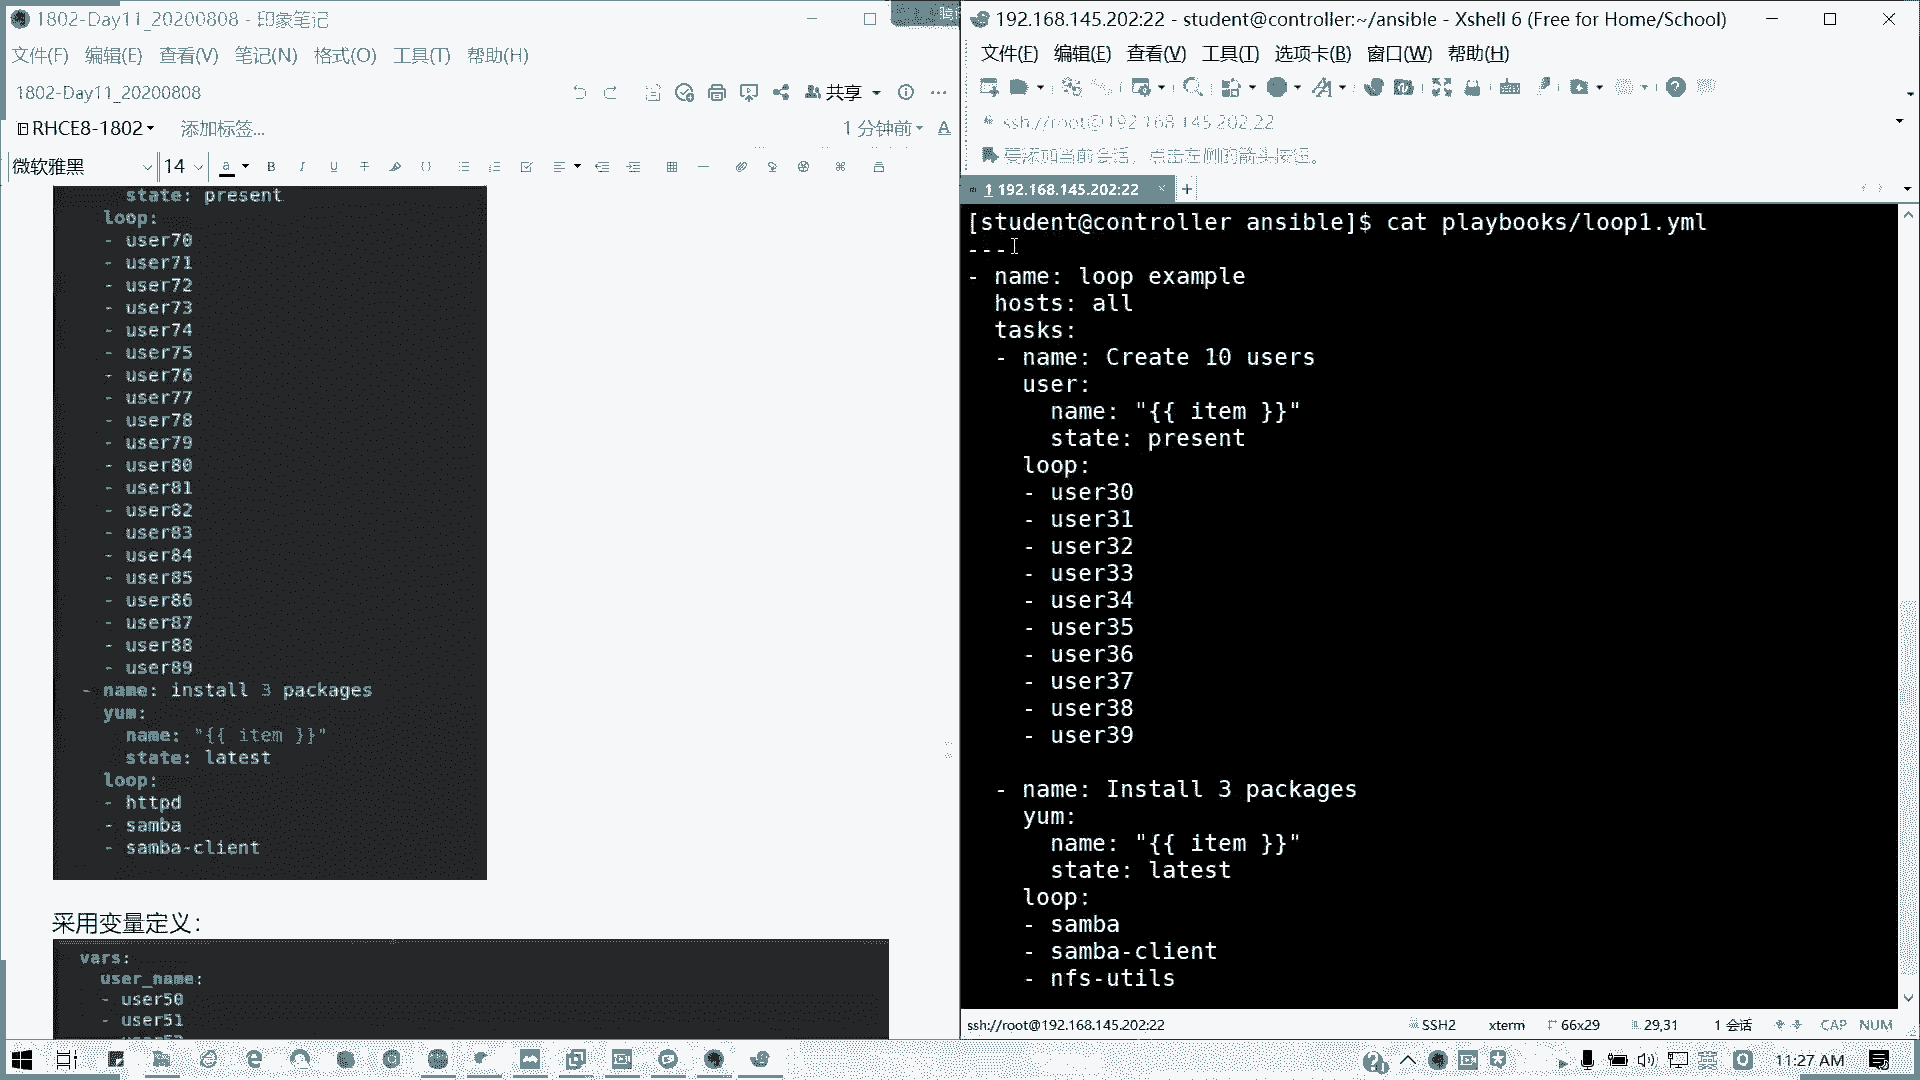 1802-Day11_20200808 - 印象笔记
文件(F) 编辑(E) 查看(V) 笔记(N) 格式(O) 工具(T) 帮助(H)
1802-Day11_20200808
共享
RHCE8-1802
添加标签...
1 分钟前
微软雅黑
14
state: present
loop:
- user70
- user71
- user72
- user73
- user74
- user75
- user76
- user77
- user78
- user79
- user80
- user81
- user82
- user83
- user84
- user85
- user86
- user87
- user88
- user89
- name: install 3 packages
yum:
name: "{{ item }}"
state: latest
loop:
- httpd
- samba
- samba-client
采用变量定义：
vars:
user_name:
- user50
- user51
192.168.145.202:22 - student@controller:~/ansible - Xshell 6 (Free for Home/School)
文件(F) 编辑(E) 查看(V) 工具(T) 选项卡(B) 窗口(W) 帮助(H)
ssh://root@192.168.145.202:22
要添加当前会话，点击左侧的箭头按钮。
1 192.168.145.202:22
[student@controller ansible]$ cat playbooks/loop1.yml
---
- name: loop example
hosts: all
tasks:
- name: Create 10 users
user:
name: "{{ item }}"
state: present
loop:
- user30
- user31
- user32
- user33
- user34
- user35
- user36
- user37
- user38
- user39
- name: Install 3 packages
yum:
name: "{{ item }}"
state: latest
loop:
- samba
- samba-client
- nfs-utils
ssh://root@192.168.145.202:22
SSH2
xterm
66x29
29,31
1 会话
CAP NUM
11:27 AM